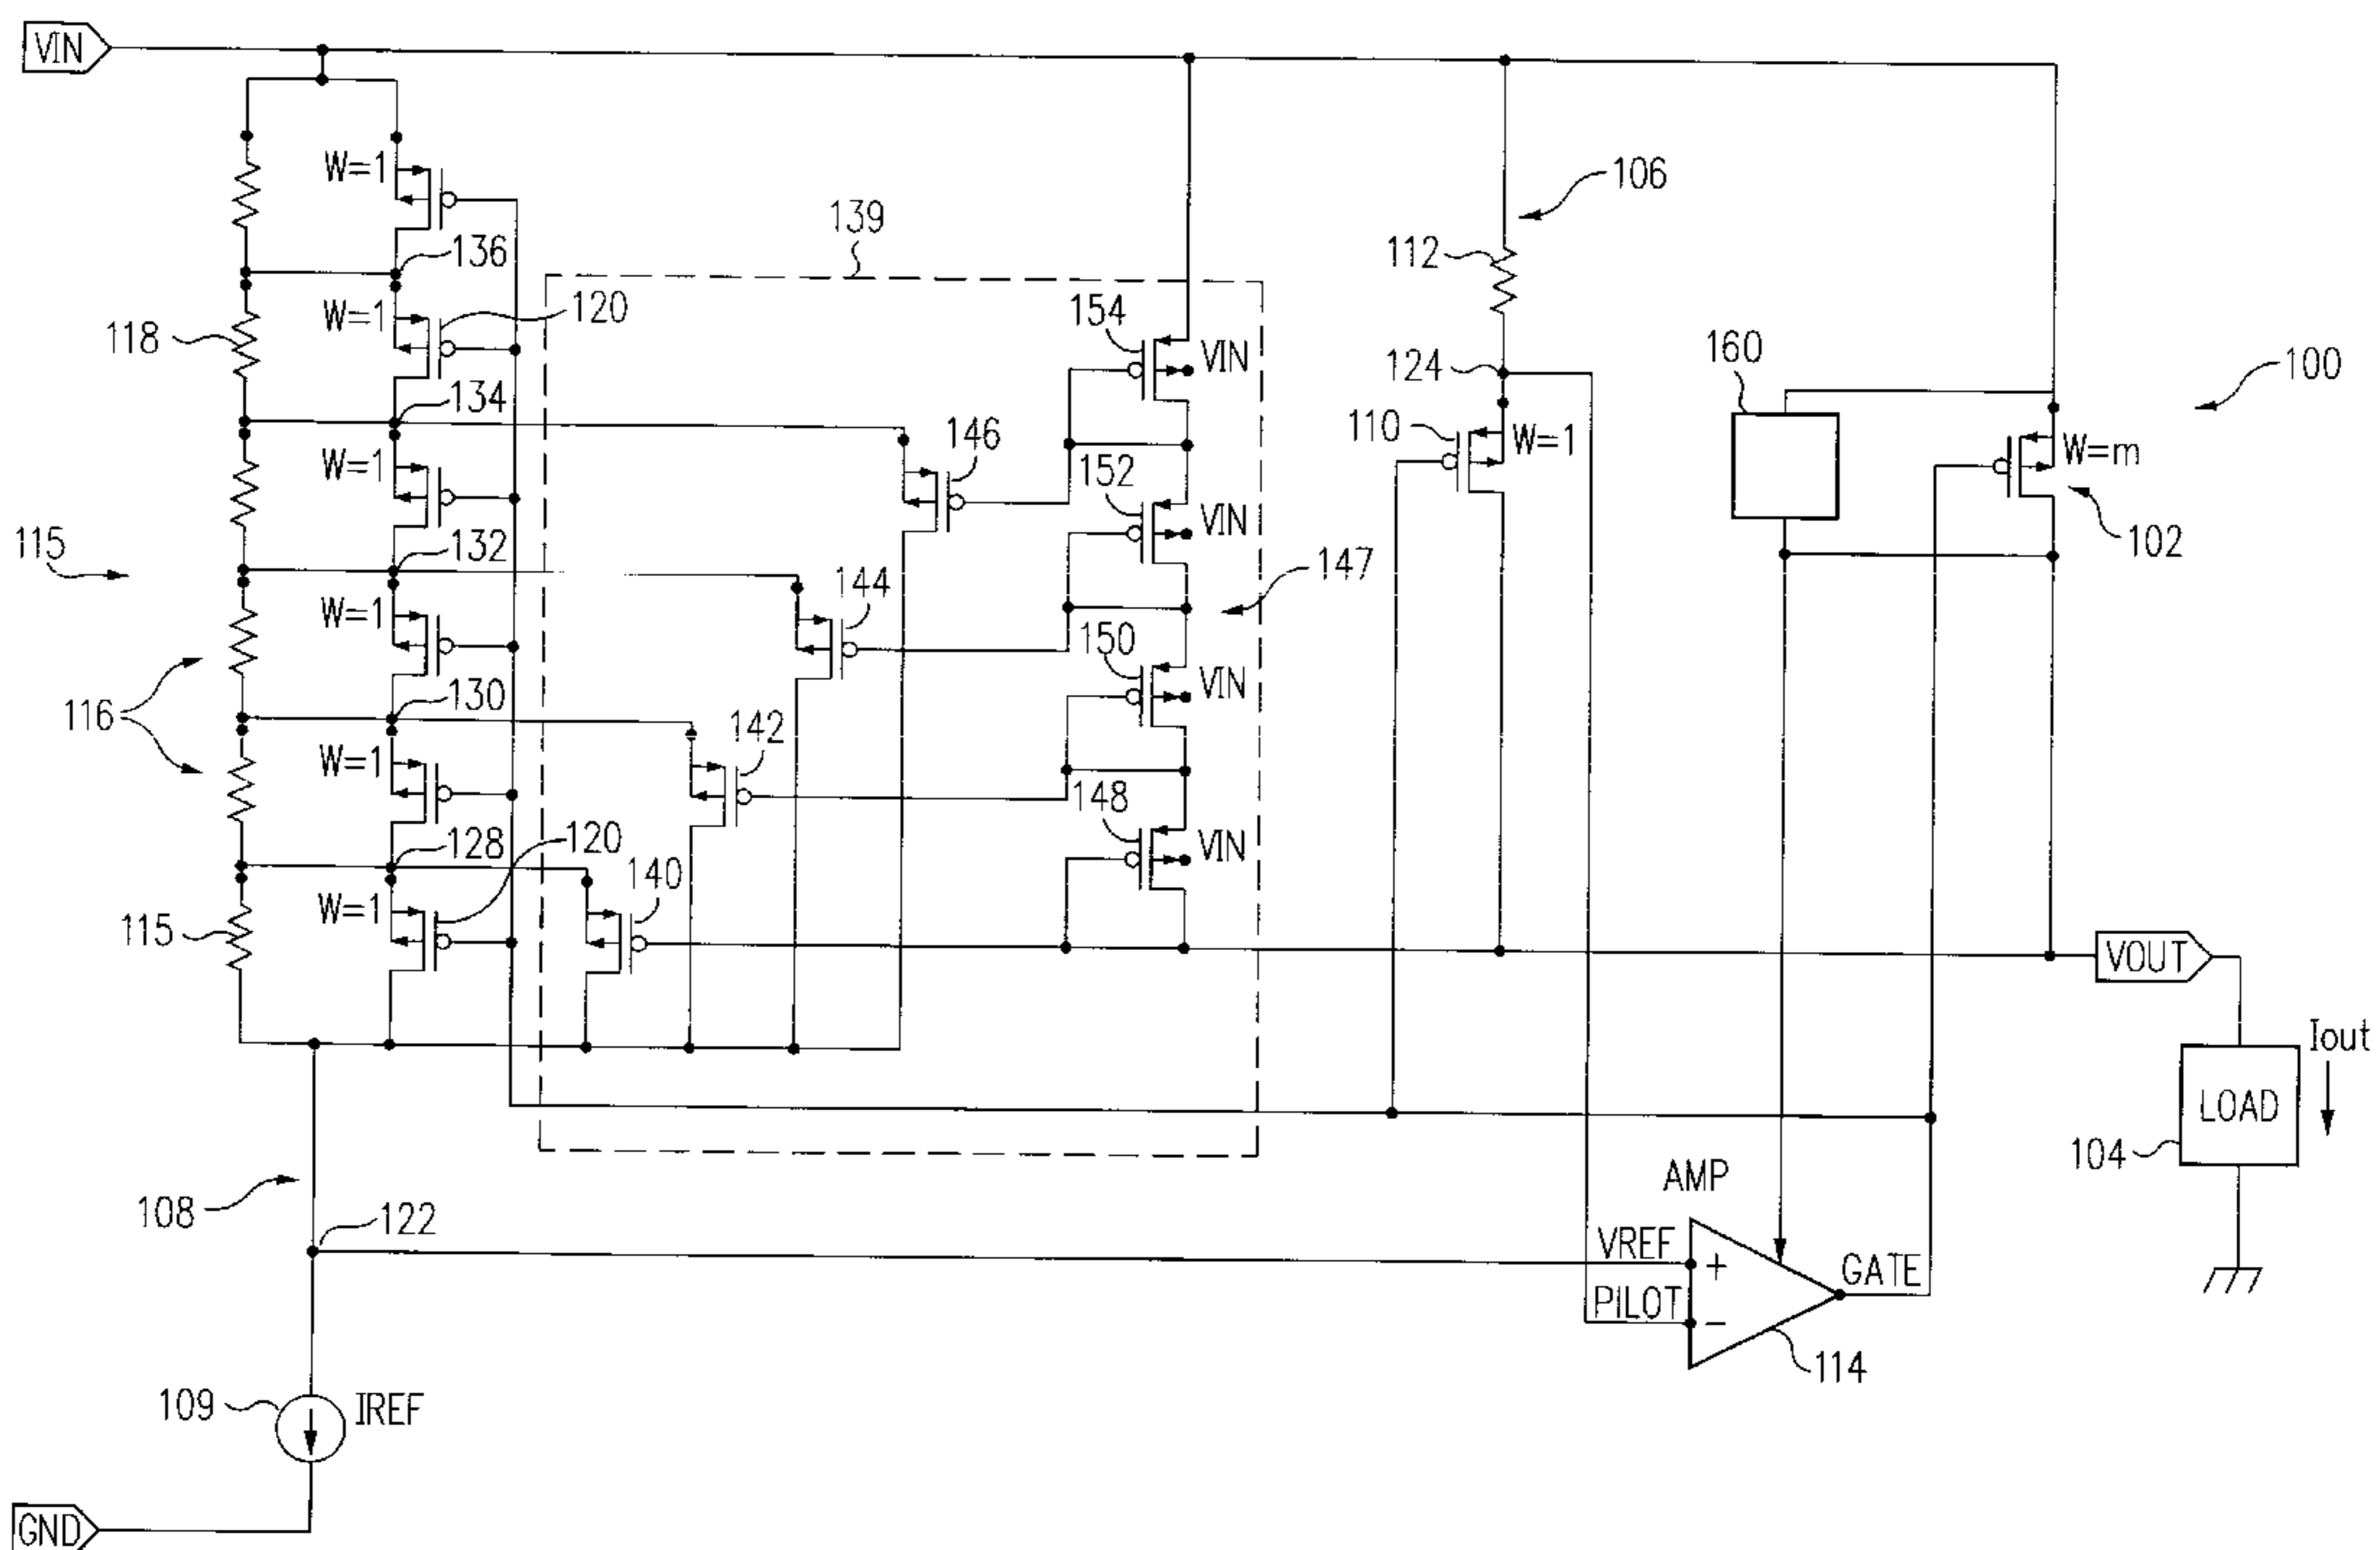 VIN
W=1
106
139
112
136
W=1
120
154
VIN
118
160
124
100
134
110
W=1
146
W=m
W=1
152
VIN
115
132
147
102
144
W=1
150
VIN
116
130
142
W=1
148
128
120
VIN
140
W=1
115
VOUT
Iout
LOAD
104
AMP
108
122
VREF
+
GATE
PILOT
−
114
109
IREF
GND